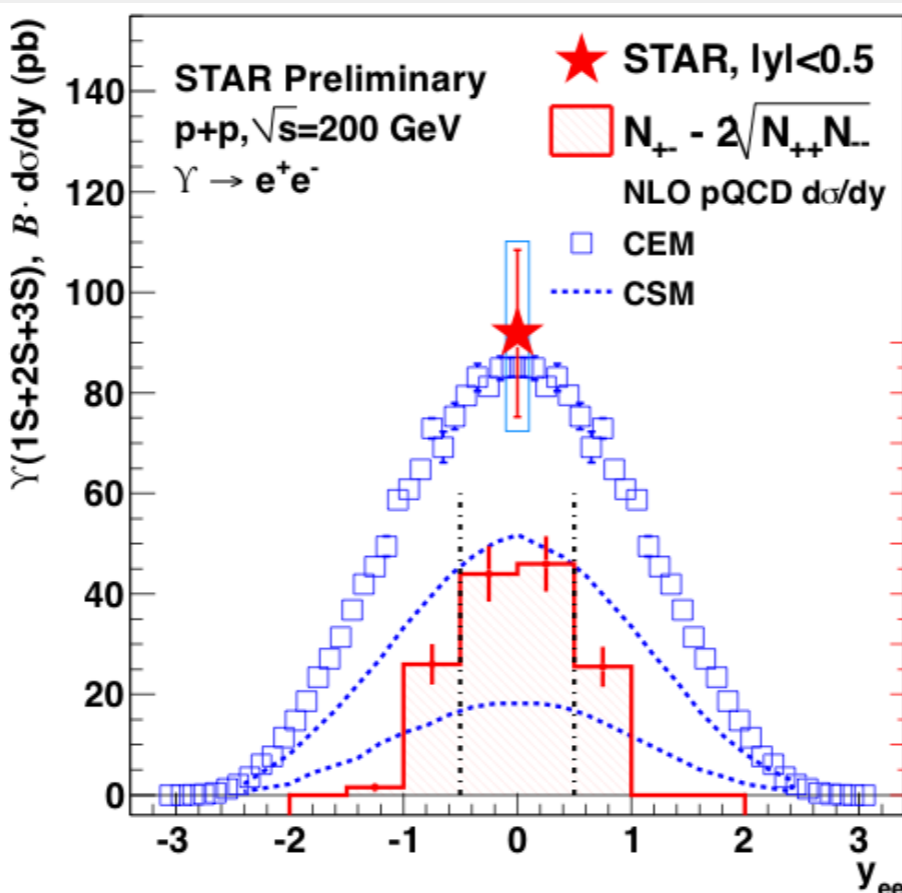 ϒ(1S+2S+3S), B· dσ/dy (pb)
STAR Preliminary
p+p, √s=200 GeV
ϒ → e⁺e⁻
STAR, |y|<0.5
N₊₋ - 2√N₊₊N₋₋
NLO pQCD dσ/dy
CEM
CSM
140
120
100
80
60
40
20
0
-3 -2 -1 0 1 2 3
y_ee